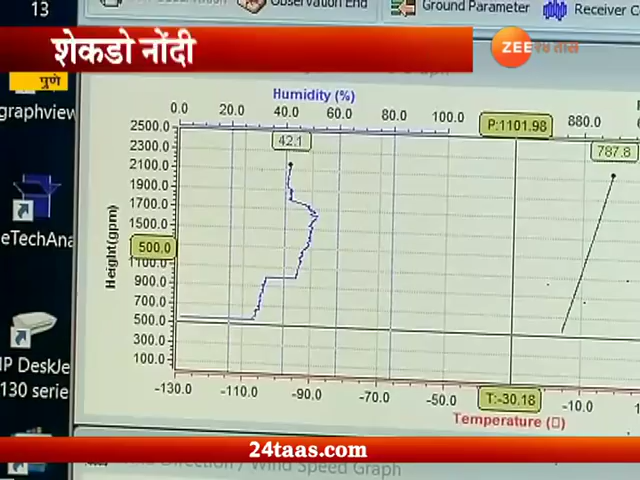 13
Observation End
Ground Parameter
Receiver
शेकडो नोंदी
ZEE २४ तास
पुणे
graphview
Humidity (%)
0.0 20.0 40.0 60.0 80.0 100.0 P:1101.98 880.0
2500.0
2300.0
2100.0
1900.0
1700.0
1500.0
500.0
1100.0
900.0
700.0
500.0
300.0
100.0
42.1
787.8
Height(gpm)
eTechAna
IP DeskJe
130 serie
-130.0 -110.0 -90.0 -70.0 -50.0 T:-30.18 -10.0
Temperature (▯)
24taas.com
Direction / Wind Speed Graph